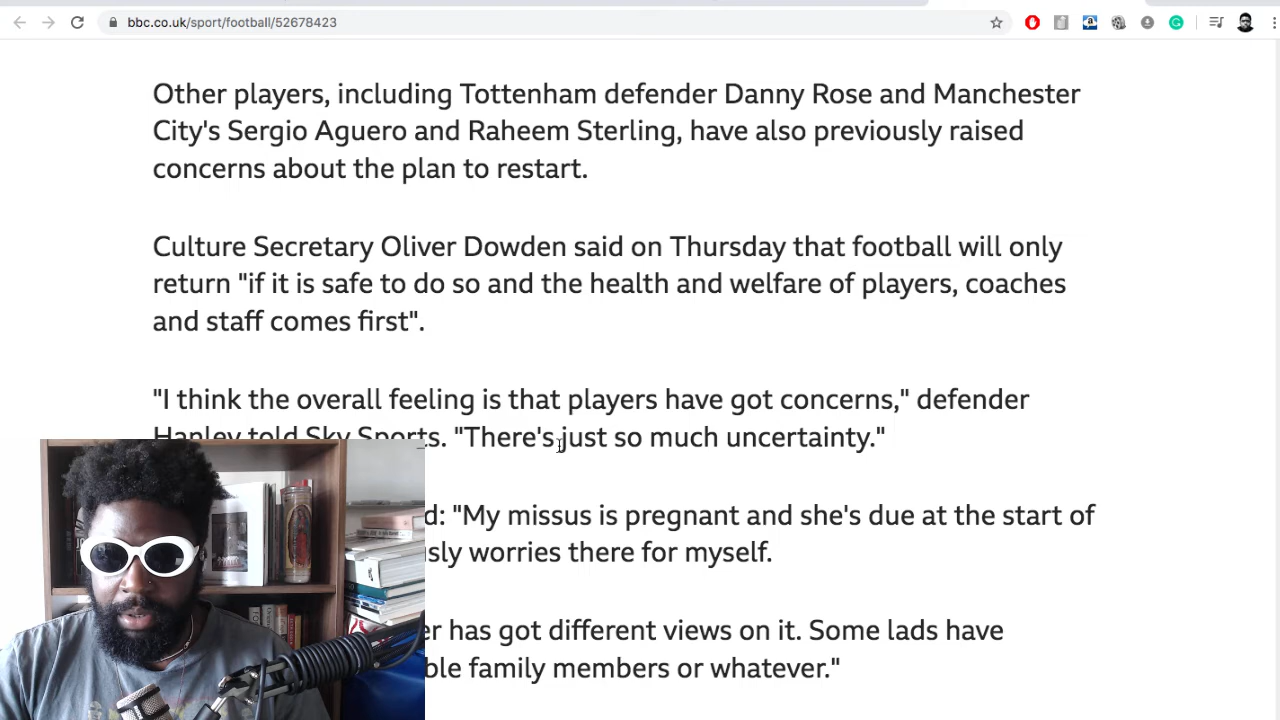 bbc.co.uk/sport/football/52678423
Other players, including Tottenham defender Danny Rose and Manchester
City's Sergio Aguero and Raheem Sterling, have also previously raised
concerns about the plan to restart.
Culture Secretary Oliver Dowden said on Thursday that football will only
return "if it is safe to do so and the health and welfare of players, coaches
and staff comes first".
"I think the overall feeling is that players have got concerns," defender
Hanley told Sky Sports. "There's just so much uncertainty."
d: "My missus is pregnant and she's due at the start of
sly worries there for myself.
er has got different views on it. Some lads have
ble family members or whatever."